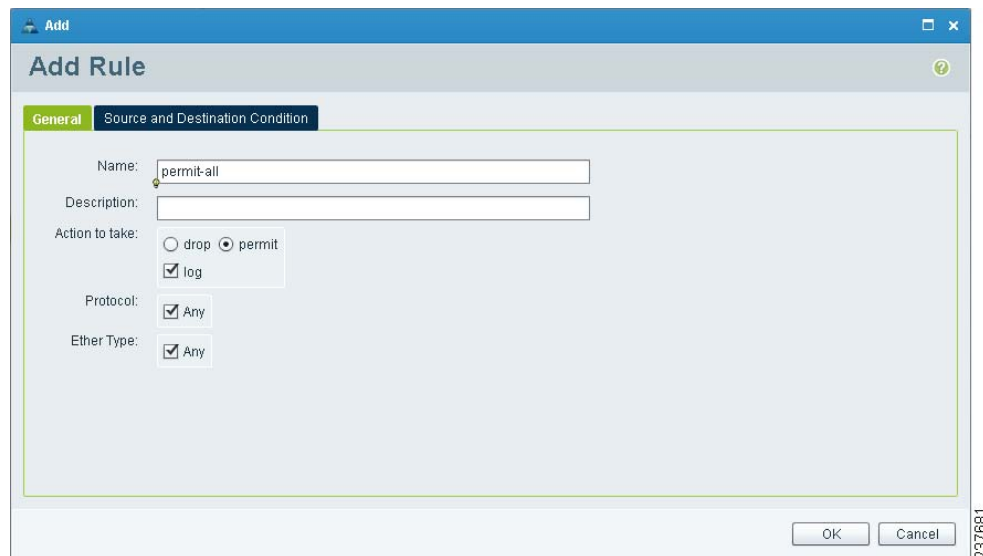 Add
Add Rule
General Source and Destination Condition
Name: permit-all
Description:
Action to take: drop permit
log
Protocol: Any
Ether Type: Any
OK Cancel
237681